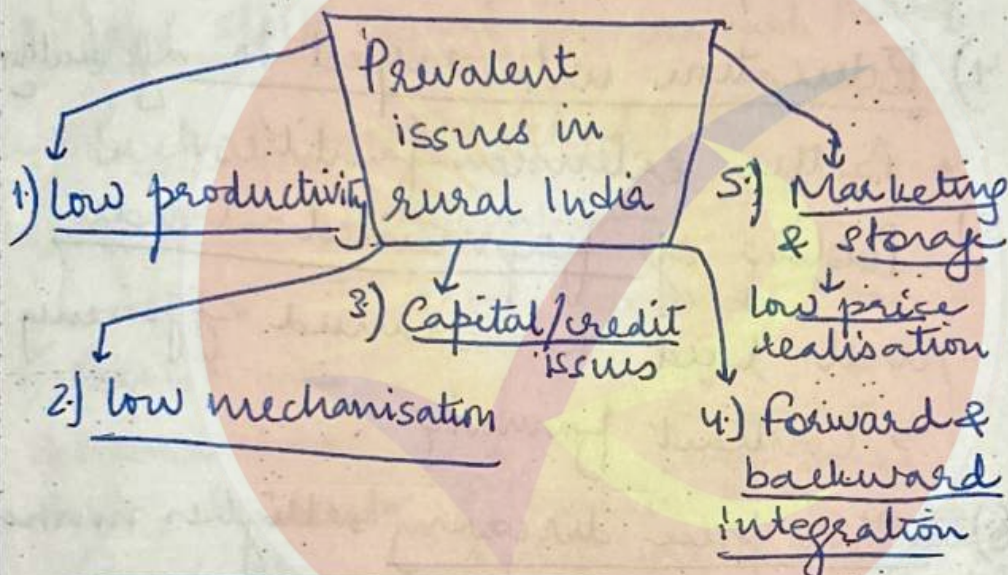 Prevalent
issues in
rural India
1.) Low productivity
2.) low mechanisation
3.) Capital/credit
issues
4.) forward &
backward
integration
5.) Marketing
& storage
low price
realisation